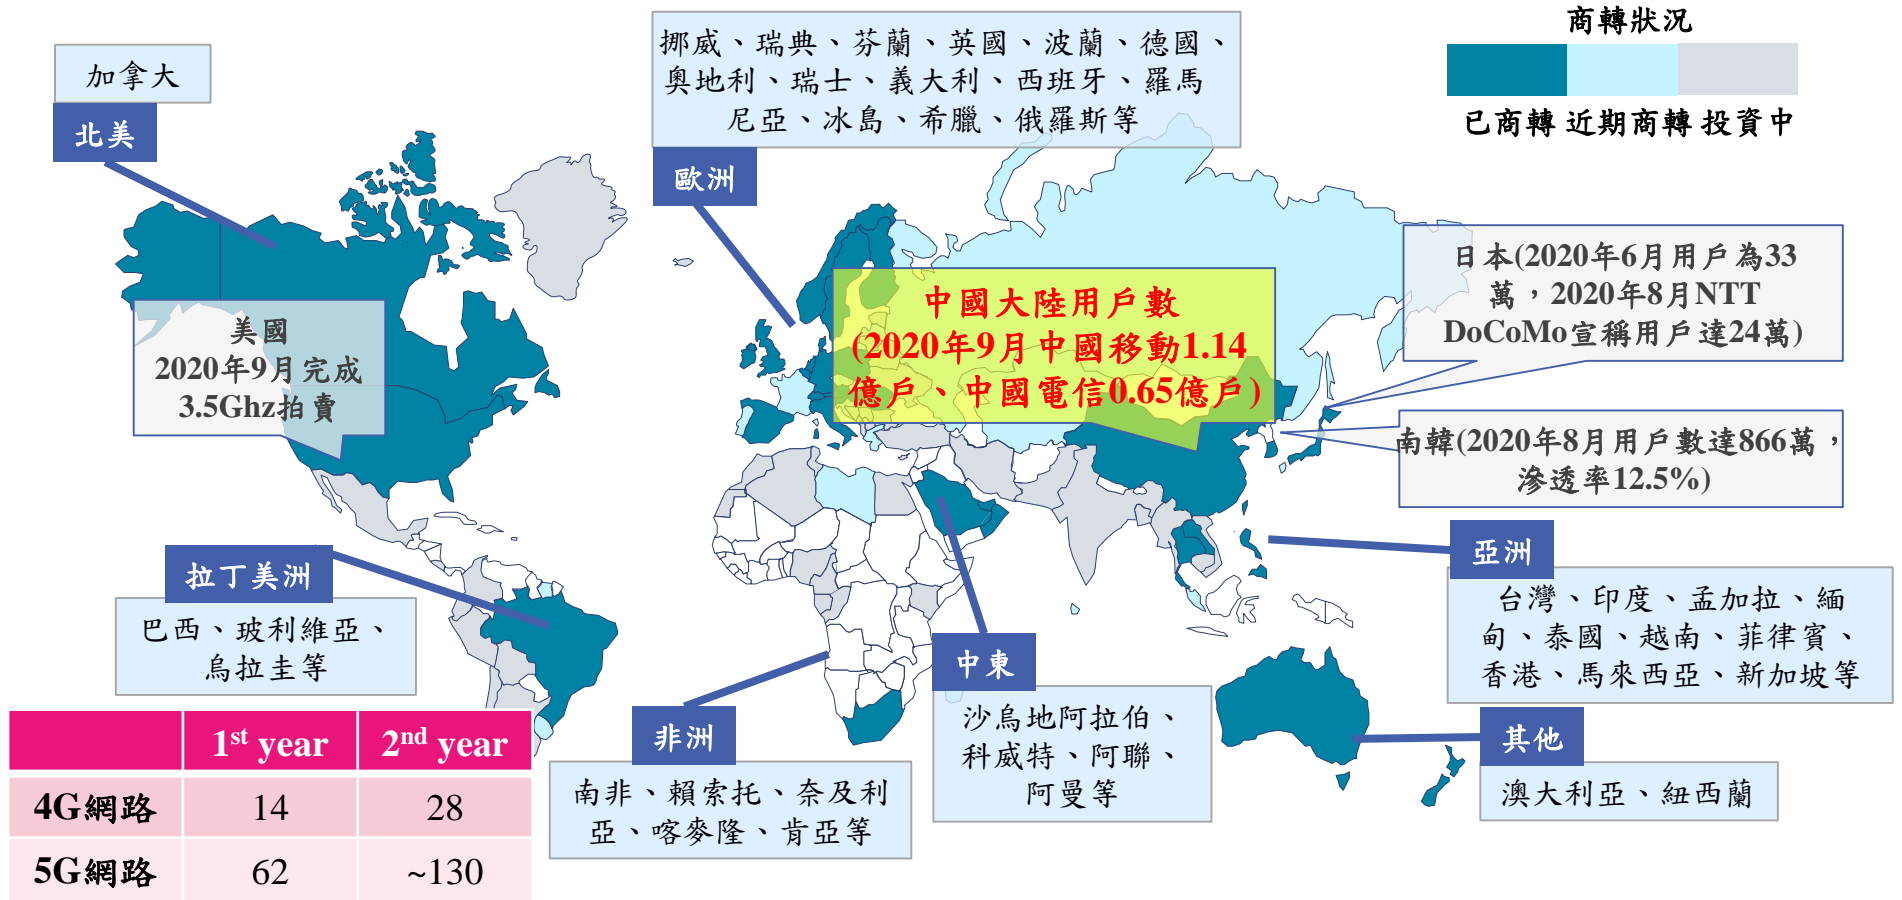 商轉狀況
已商轉 近期商轉 投資中
加拿大
北美
挪威、瑞典、芬蘭、英國、波蘭、德國、
奧地利、瑞士、義大利、西班牙、羅馬
尼亞、冰島、希臘、俄羅斯等
歐洲
日本(2020年6月用戶為33
萬，2020年8月NTT
DoCoMo宣稱用戶達24萬)
中國大陸用戶數
(2020年9月中國移動1.14
億戶、中國電信0.65億戶)
美國
2020年9月完成
3.5Ghz拍賣
南韓(2020年8月用戶數達866萬，
滲透率12.5%)
亞洲
台灣、印度、孟加拉、緬
甸、泰國、越南、菲律賓、
香港、馬來西亞、新加坡等
拉丁美洲
巴西、玻利維亞、
烏拉圭等
中東
沙烏地阿拉伯、
科威特、阿聯、
阿曼等
非洲
南非、賴索托、奈及利
亞、喀麥隆、肯亞等
其他
澳大利亞、紐西蘭
1st year 2nd year
4G網路 14 28
5G網路 62 ~130